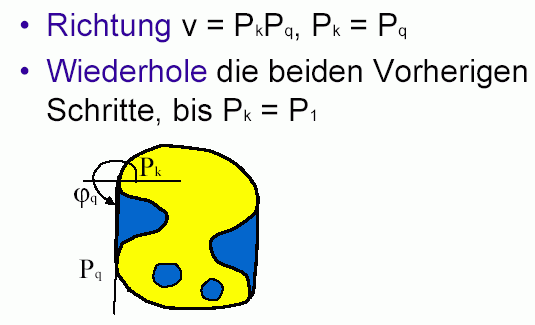 • Richtung v = PkPq, Pk = Pq
• Wiederhole die beiden Vorherigen
Schritte, bis Pk = P1
Pk
φq
Pq